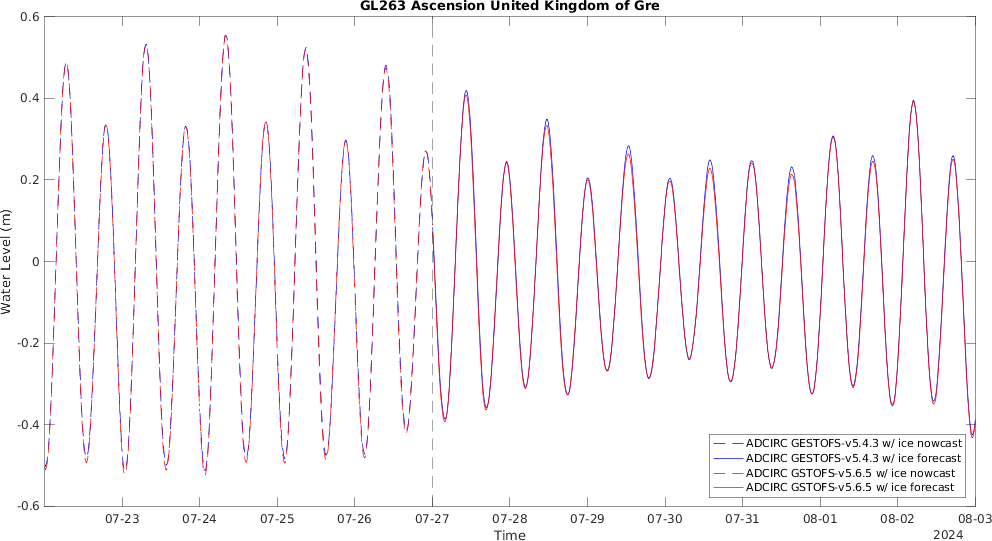 GL263 Ascension United Kingdom of Gre
0.6
0.4
0.2
0
-0.2
-0.4
-0.6
Water Level (m)
07-23 07-24 07-25 07-26 07-27 07-28 07-29 07-30 07-31 08-01 08-02 08-03
Time
2024
ADCIRC GESTOFS-v5.4.3 w/ ice nowcast
ADCIRC GESTOFS-v5.4.3 w/ ice forecast
ADCIRC GSTOFS-v5.6.5 w/ ice nowcast
ADCIRC GSTOFS-v5.6.5 w/ ice forecast